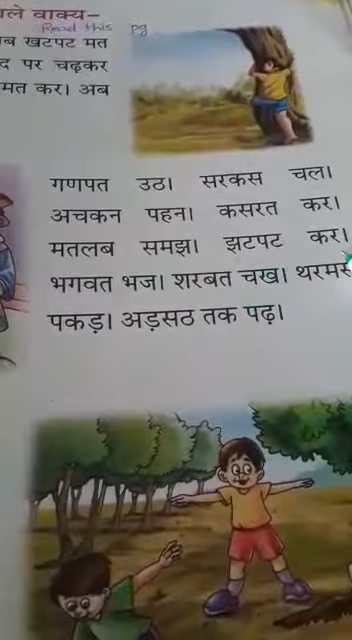 वाले वाक्य–
Read this pg
खटपट मत
पर चढ़कर
मत कर। अब
गणपत उठ। सरकस चल।
अचकन पहन। कसरत कर।
मतलब समझ। झटपट कर।
भगवत भज। शरबत चख। थरमस
पकड़। अड़सठ तक पढ़।